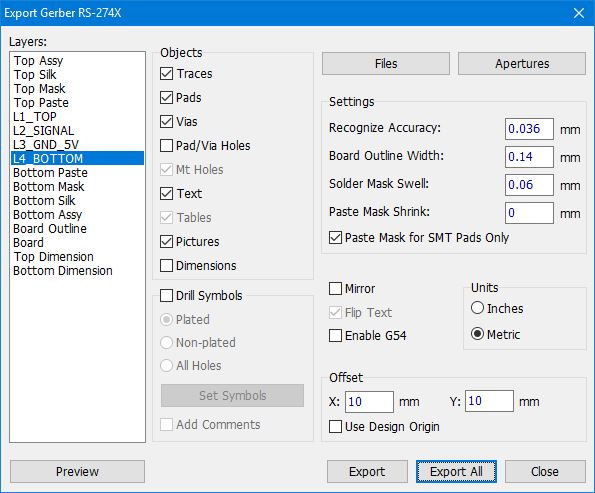 Export Gerber RS-274X
Layers:
Top Assy
Top Silk
Top Mask
Top Paste
L1_TOP
L2_SIGNAL
L3_GND_5V
L4_BOTTOM
Bottom Paste
Bottom Mask
Bottom Silk
Bottom Assy
Board Outline
Board
Top Dimension
Bottom Dimension
Preview
Objects
Traces
Pads
Vias
Pad/Via Holes
Mt Holes
Text
Tables
Pictures
Dimensions
Drill Symbols
Plated
Non-plated
All Holes
Set Symbols
Add Comments
Files Apertures
Settings
Recognize Accuracy: 0.036 mm
Board Outline Width: 0.14 mm
Solder Mask Swell: 0.06 mm
Paste Mask Shrink: 0 mm
Paste Mask for SMT Pads Only
Mirror
Flip Text
Enable G54
Units
Inches
Metric
Offset
X: 10 mm Y: 10 mm
Use Design Origin
Export Export All Close